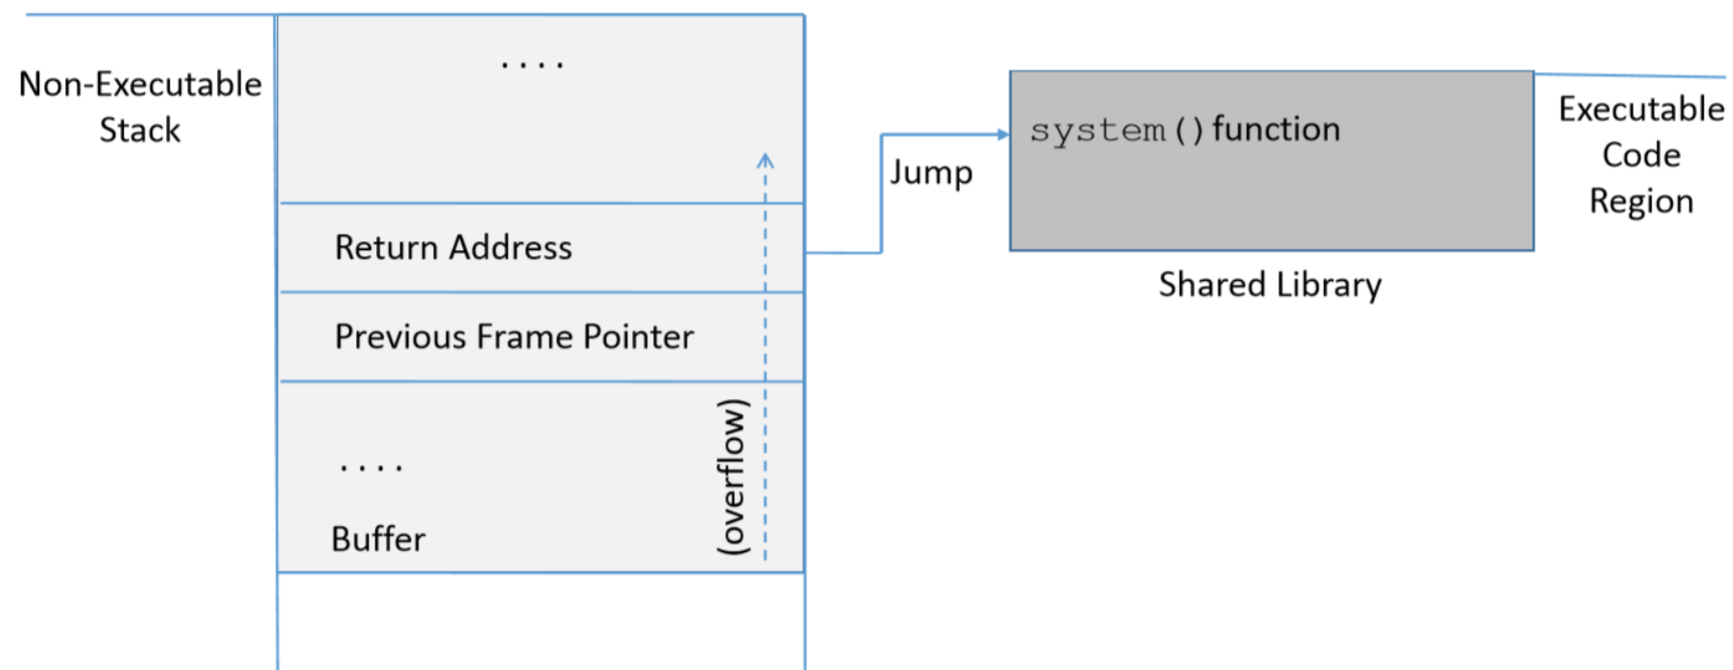 Non-Executable
Stack
....
Return Address
Previous Frame Pointer
....
Buffer
(overflow)
Jump
system() function
Shared Library
Executable
Code
Region